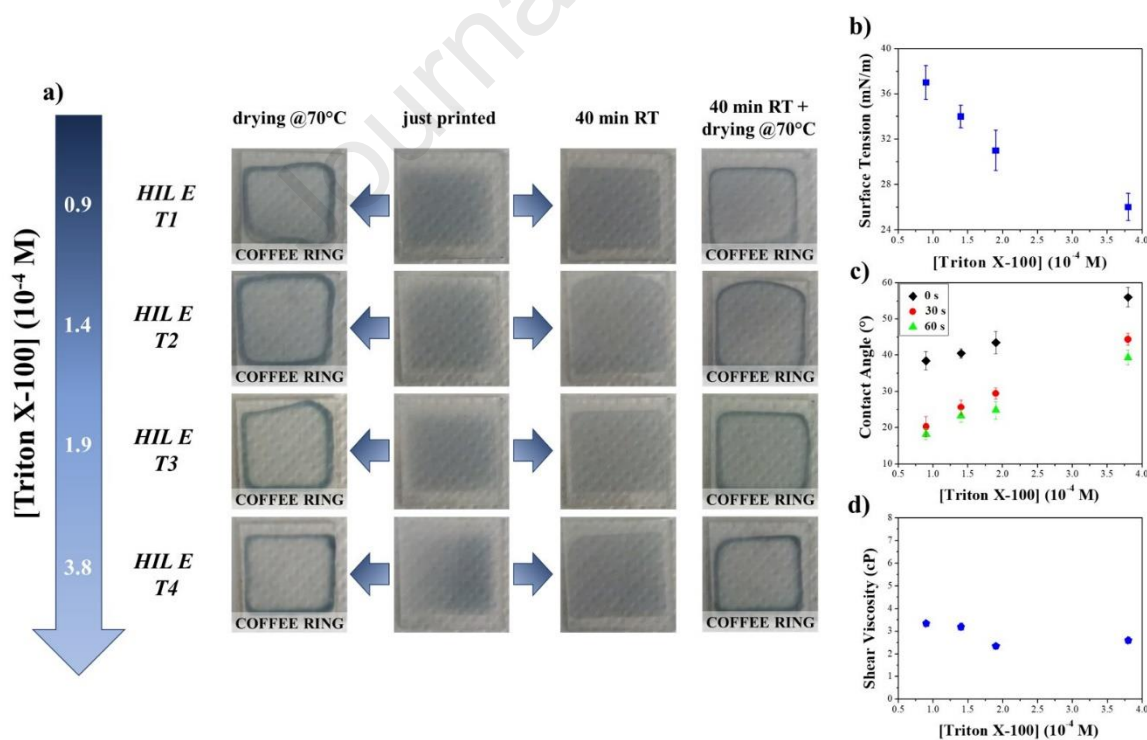 Journa
a)
[Triton X-100] (10⁻⁴ M)
0.9
1.4
1.9
3.8
drying @70°C
just printed
40 min RT
40 min RT +
drying @70°C
HIL E
T1
COFFEE RING
COFFEE RING
HIL E
T2
COFFEE RING
COFFEE RING
HIL E
T3
COFFEE RING
COFFEE RING
HIL E
T4
COFFEE RING
COFFEE RING
b)
Surface Tension (mN/m)
40
36
32
28
24
0.5 1.0 1.5 2.0 2.5 3.0 3.5 4.0
[Triton X-100] (10⁻⁴ M)
c)
Contact Angle (°)
60
50
40
30
20
10
0 s
30 s
60 s
0.5 1.0 1.5 2.0 2.5 3.0 3.5 4.0
[Triton X-100] (10⁻⁴ M)
d)
Shear Viscosity (cP)
8
7
6
5
4
3
2
1
0
0.5 1.0 1.5 2.0 2.5 3.0 3.5 4.0
[Triton X-100] (10⁻⁴ M)